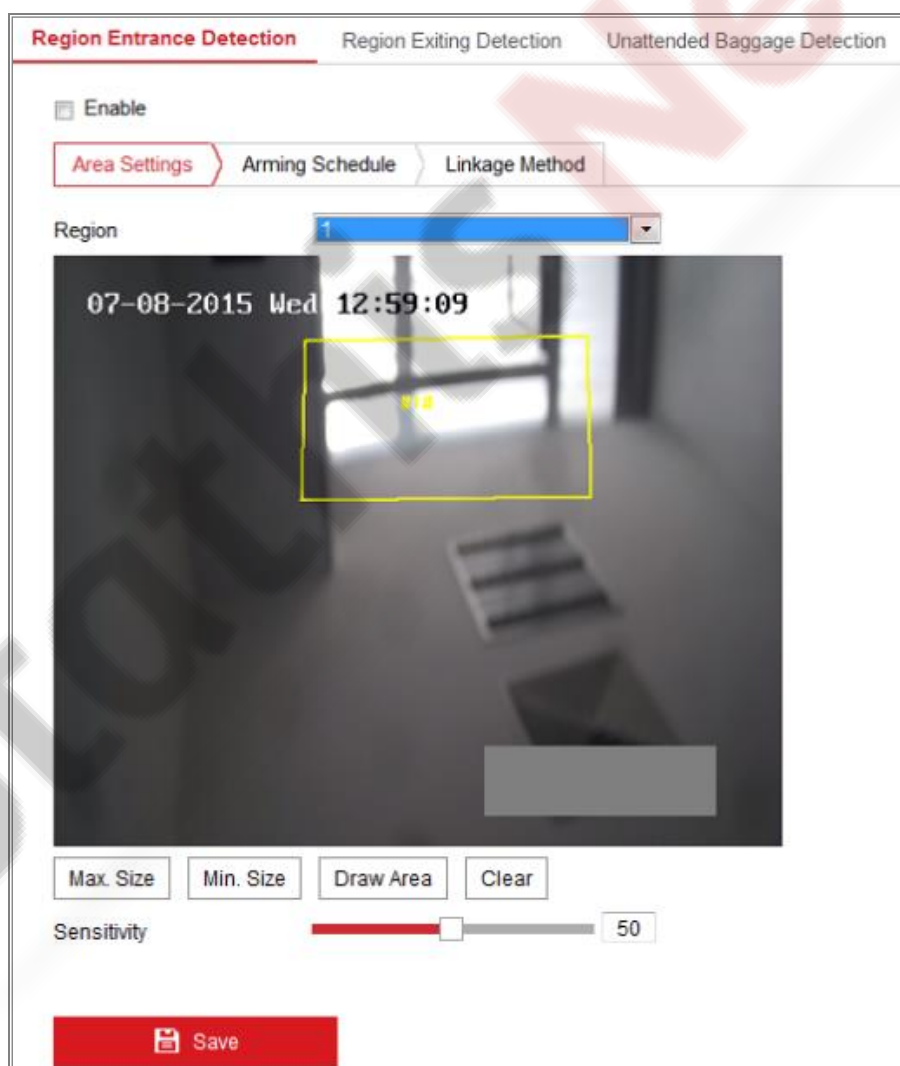 Region Entrance Detection Region Exiting Detection Unattended Baggage Detection
Enable
Area Settings Arming Schedule Linkage Method
Region 1
07-08-2015 Wed 12:59:09
#1#
Max. Size Min. Size Draw Area Clear
Sensitivity 50
Save